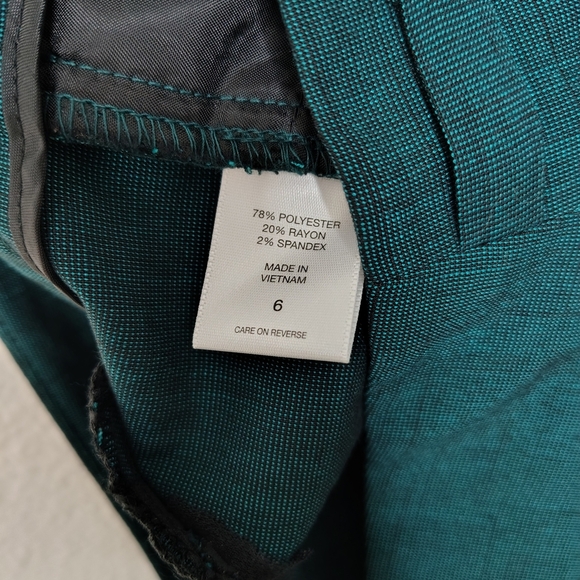 78% POLYESTER
20% RAYON
2% SPANDEX
MADE IN
VIETNAM
6
CARE ON REVERSE